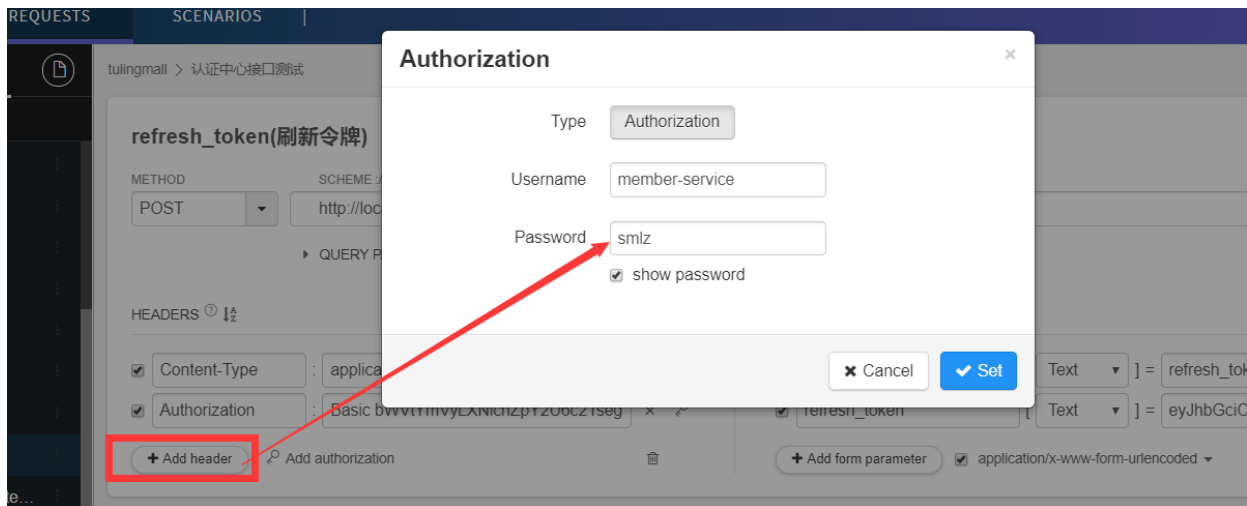 REQUESTS SCENARIOS
tulingmall > 认证中心接口测试
Authorization ×
Type Authorization
refresh_token(刷新令牌)
Username member-service
METHOD SCHEME :/
POST http://loc
Password smlz
QUERY P
show password
HEADERS
Cancel Set
Content-Type : applica Text ] = refresh_tok
Authorization : Basic refresh_token [ Text ] = eyJhbGciO
+ Add header Add authorization + Add form parameter application/x-www-form-urlencoded
te...